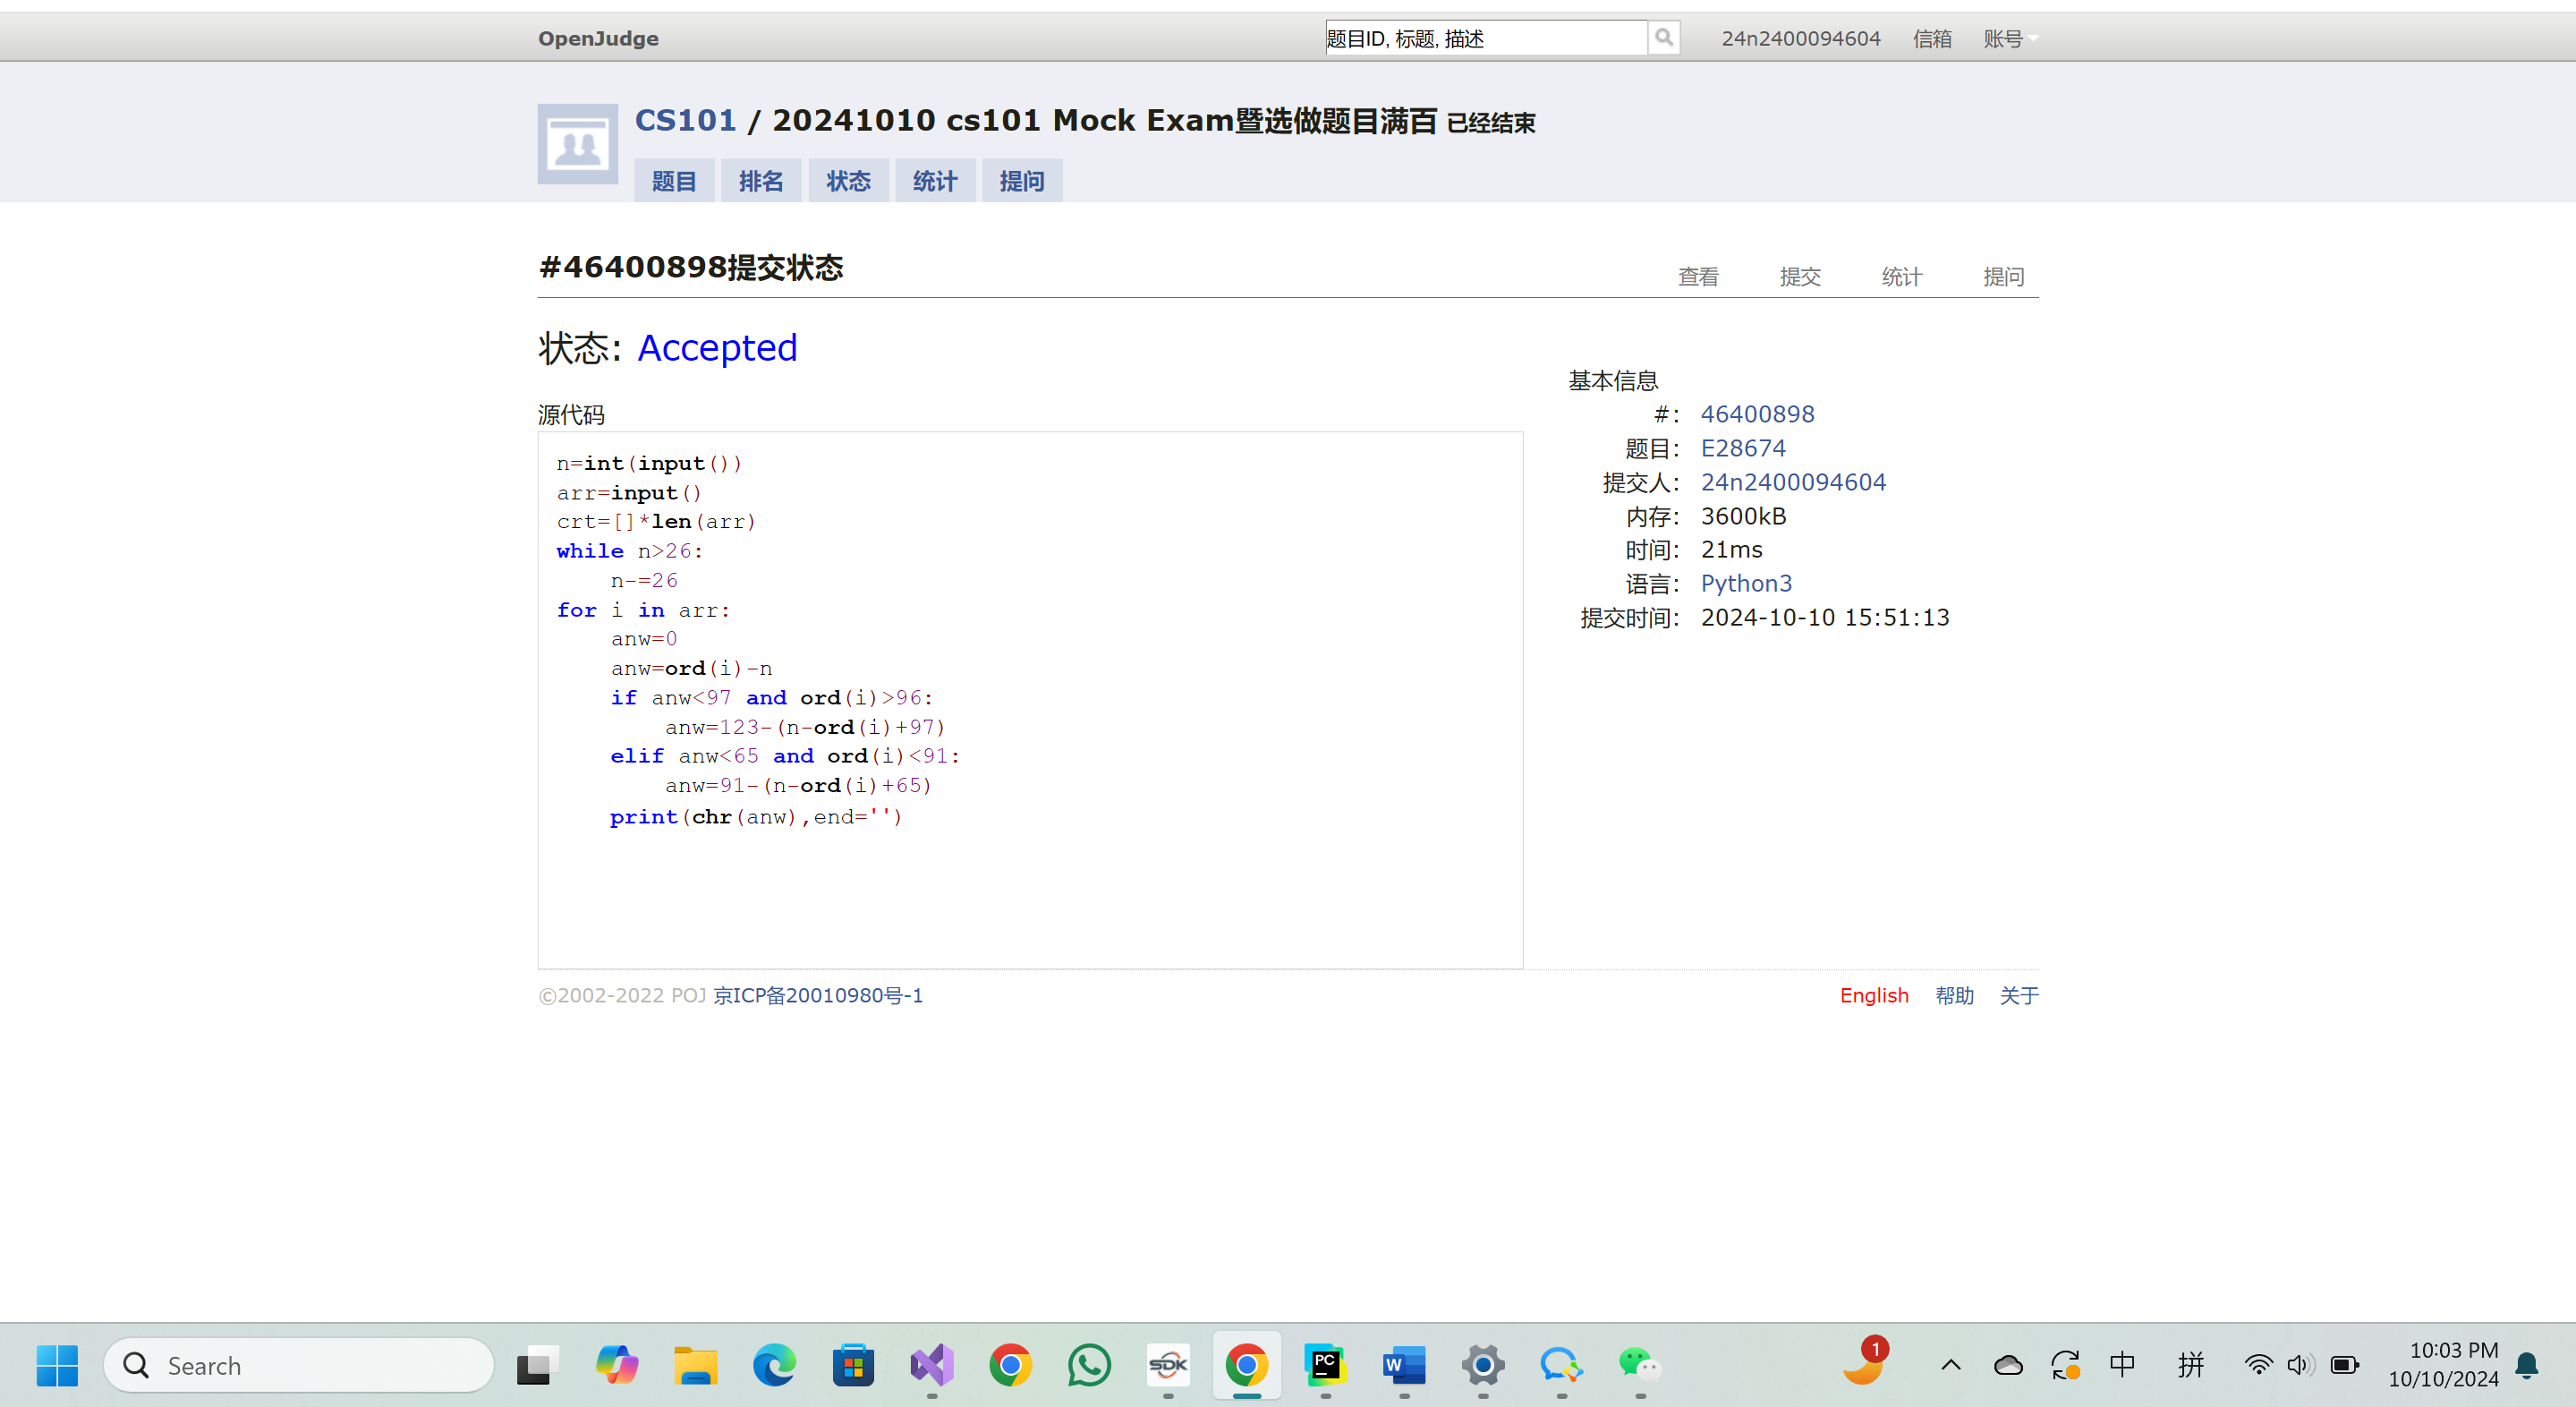 OpenJudge
题目ID, 标题, 描述
24n2400094604 信箱 账号
CS101 / 20241010 cs101 Mock Exam暨选做题目满百 已经结束
题目 排名 状态 统计 提问
#46400898提交状态
查看 提交 统计 提问
状态: Accepted
源代码
n=int(input())
arr=input()
crt=[]*len(arr)
while n>26:
    n-=26
for i in arr:
    anw=0
    anw=ord(i)-n
    if anw<97 and ord(i)>96:
        anw=123-(n-ord(i)+97)
    elif anw<65 and ord(i)<91:
        anw=91-(n-ord(i)+65)
    print(chr(anw),end='')
基本信息
#: 46400898
题目: E28674
提交人: 24n2400094604
内存: 3600kB
时间: 21ms
语言: Python3
提交时间: 2024-10-10 15:51:13
©2002-2022 POJ 京ICP备20010980号-1
English 帮助 关于
Search
SDK
PC
W
1
中
拼
10:03 PM
10/10/2024